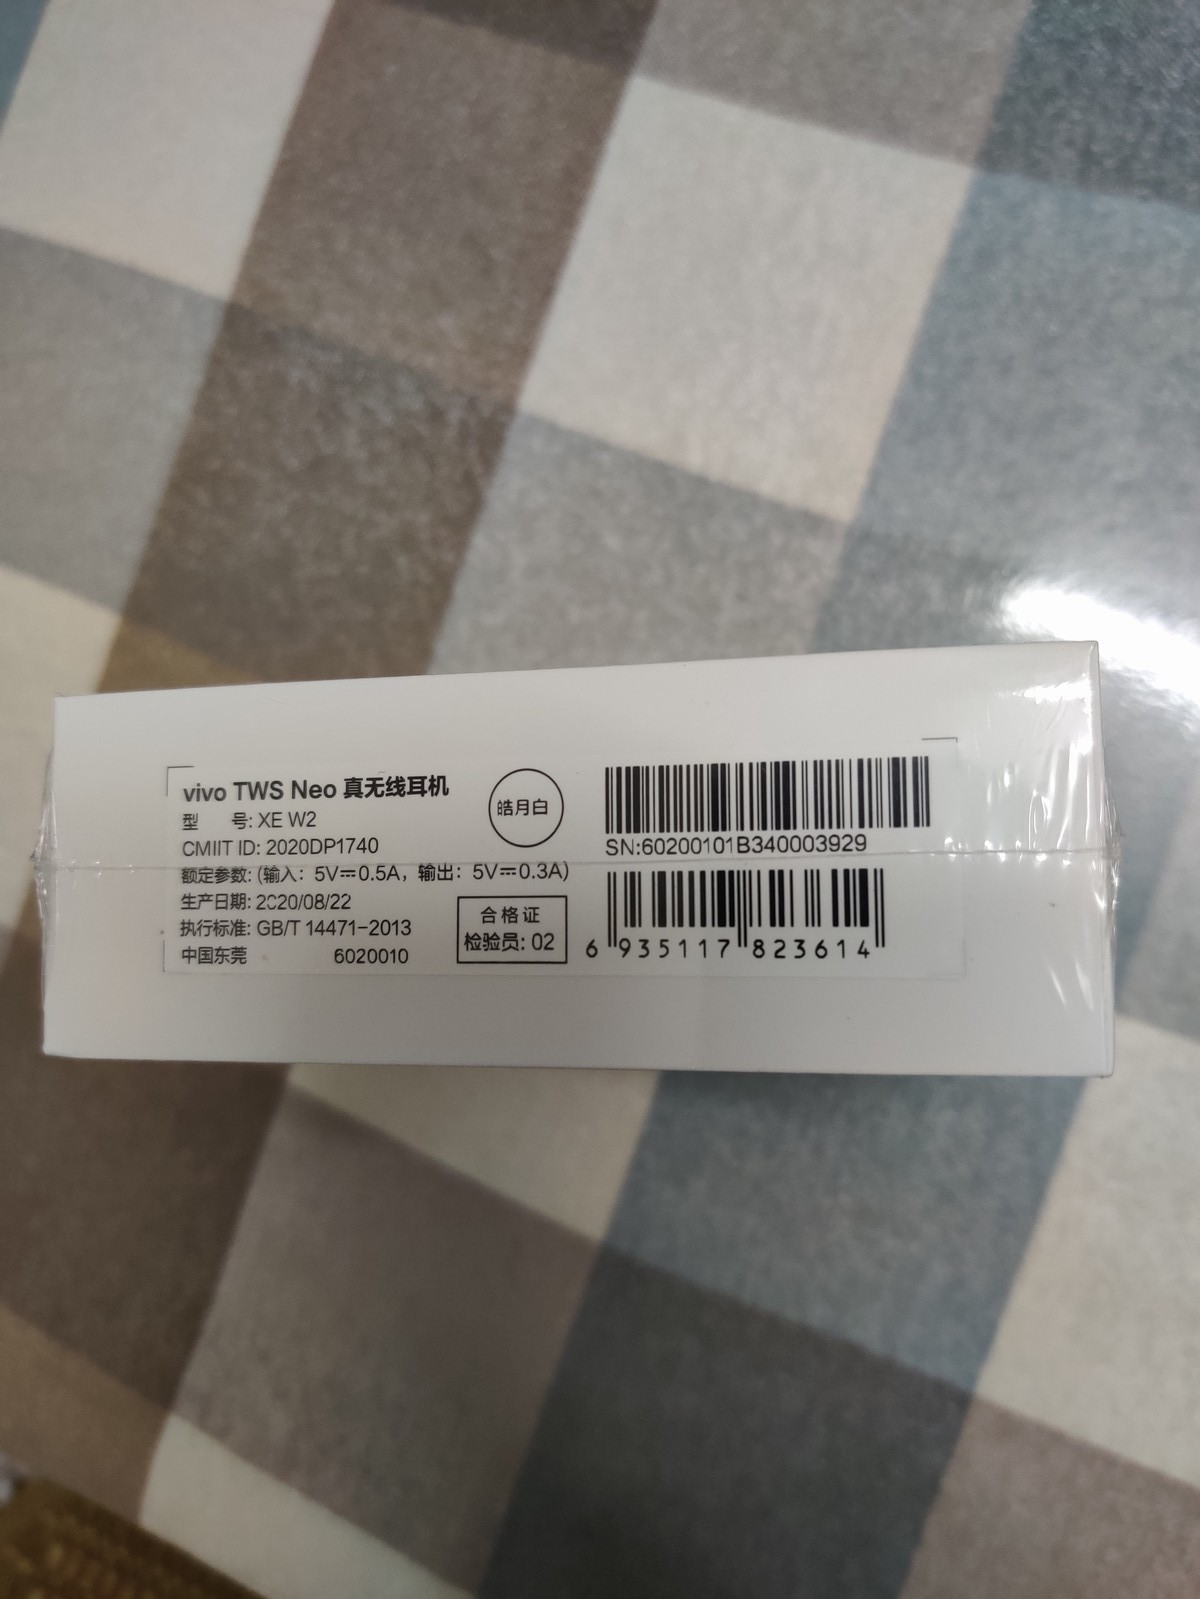 vivo TWS Neo 真无线耳机
皓月白
型 号: XE W2
CMIIT ID: 2020DP1740
额定参数: (输入: 5V⎓0.5A, 输出: 5V⎓0.3A)
生产日期: 2020/08/22
执行标准: GB/T 14471-2013
中国东莞 6020010
合格证
检验员: 02
SN:60200101B340003929
6 935117 823614